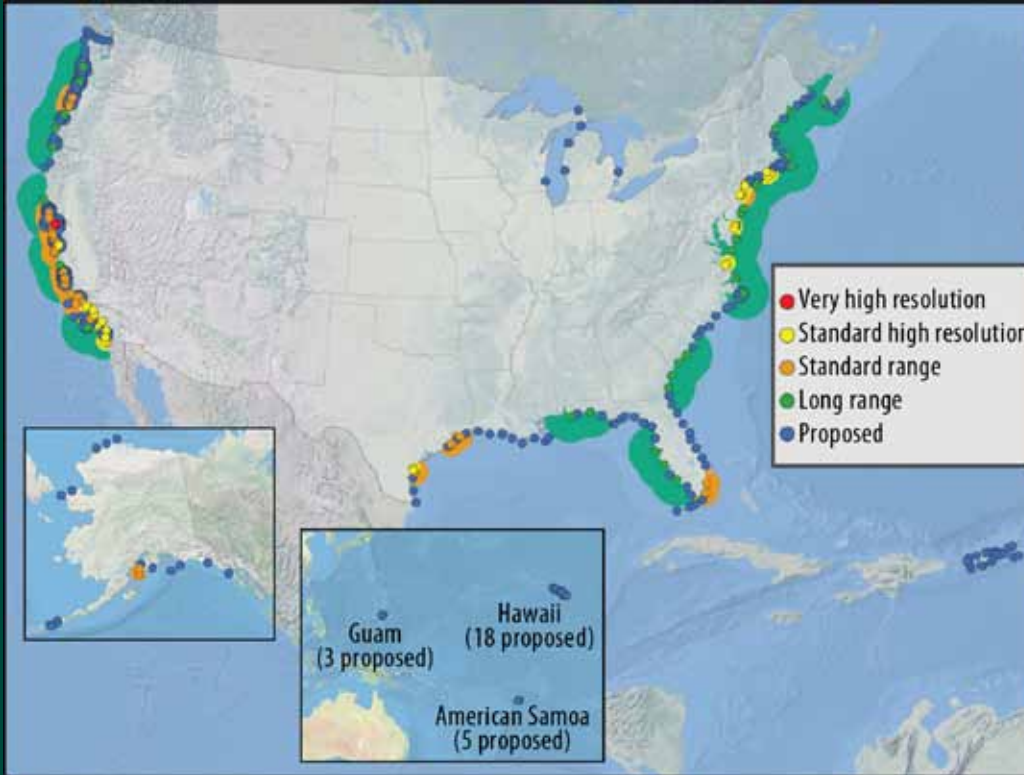 Very high resolution
Standard high resolution
Standard range
Long range
Proposed
Hawaii
(18 proposed)
Guam
(3 proposed)
American Samoa
(5 proposed)